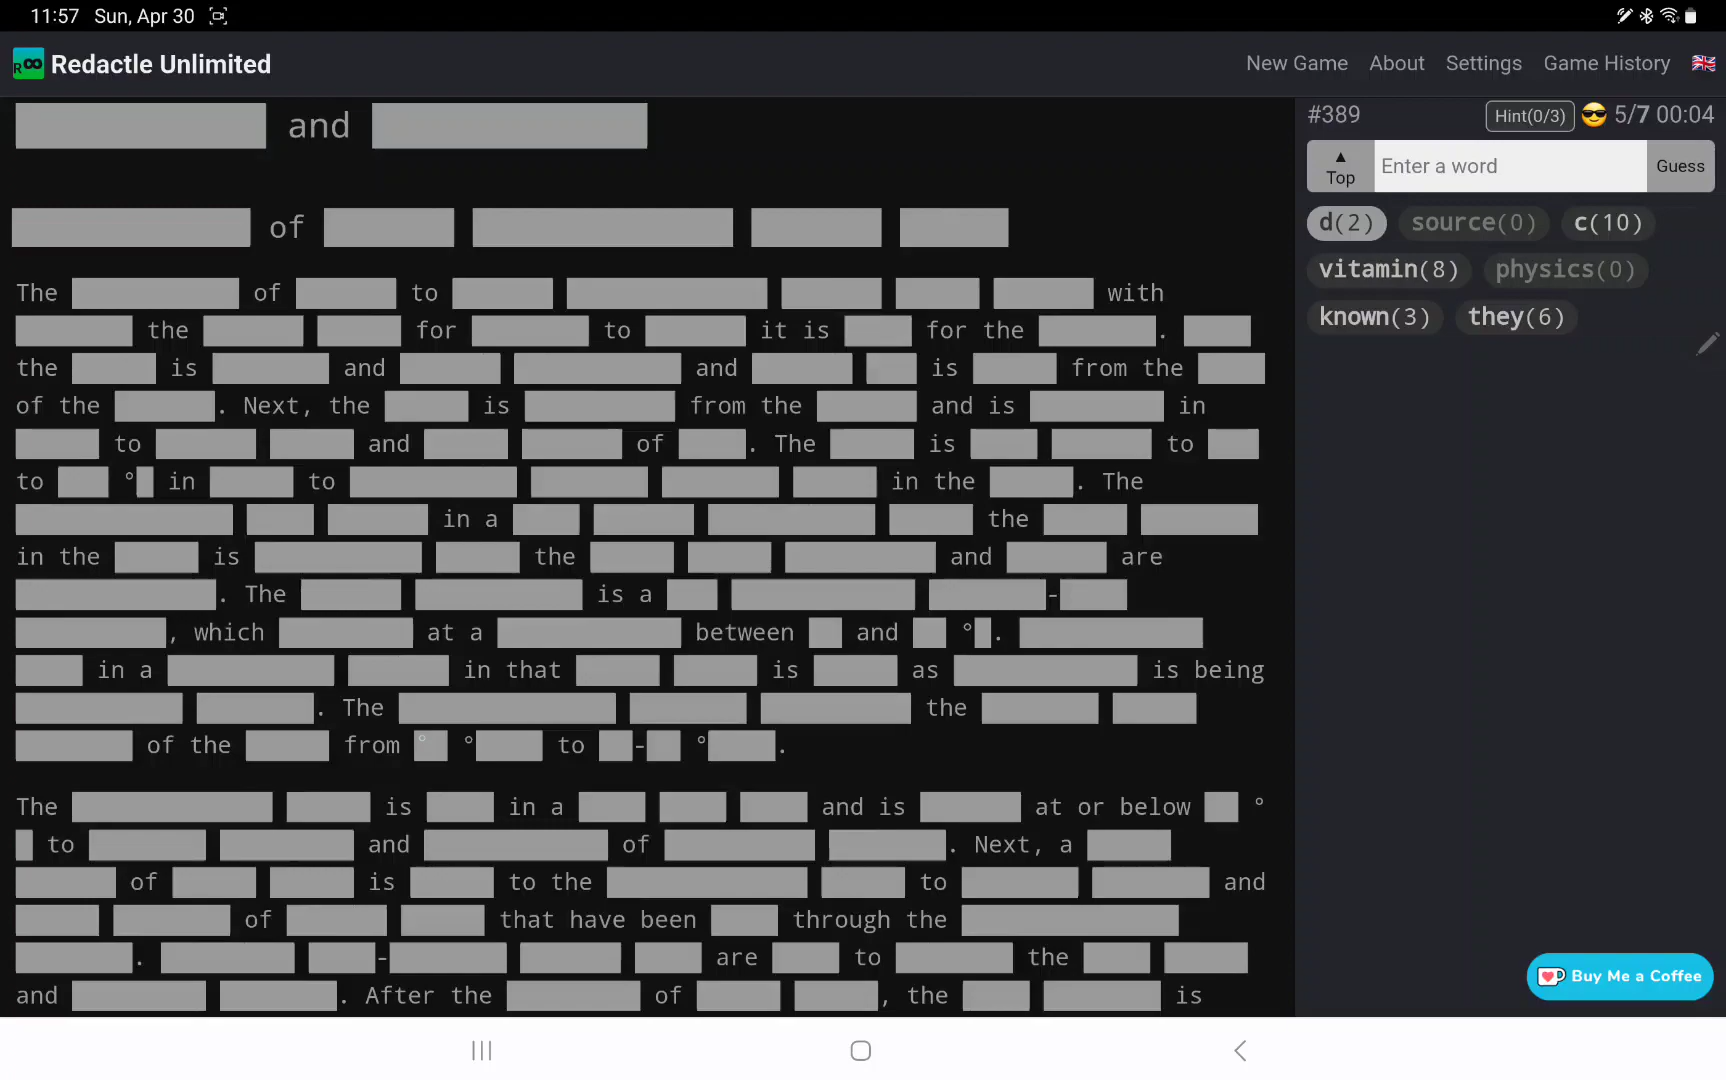 11:57 Sun, Apr 30
R∞ Redactle Unlimited
New Game About Settings Game History
and
#389 Hint(0/3) 😎 5/7 00:04
▲ Top Enter a word Guess
of
d(2) source(0) c(10)
vitamin(8) physics(0)
known(3) they(6)
The of to with
the for to it is for the .
the is and and is from the
of the . Next, the is from the and is in
to and of . The is to
to ° in to in the . The
in a the
in the is the and are
. The is a -
, which at a between and ° .
in a in that is as is being
. The the
of the from ° ° to - ° .
The is in a and is at or below °
to and of . Next, a
of is to the to and
of that have been through the
. - are to the
and . After the of , the is
Buy Me a Coffee